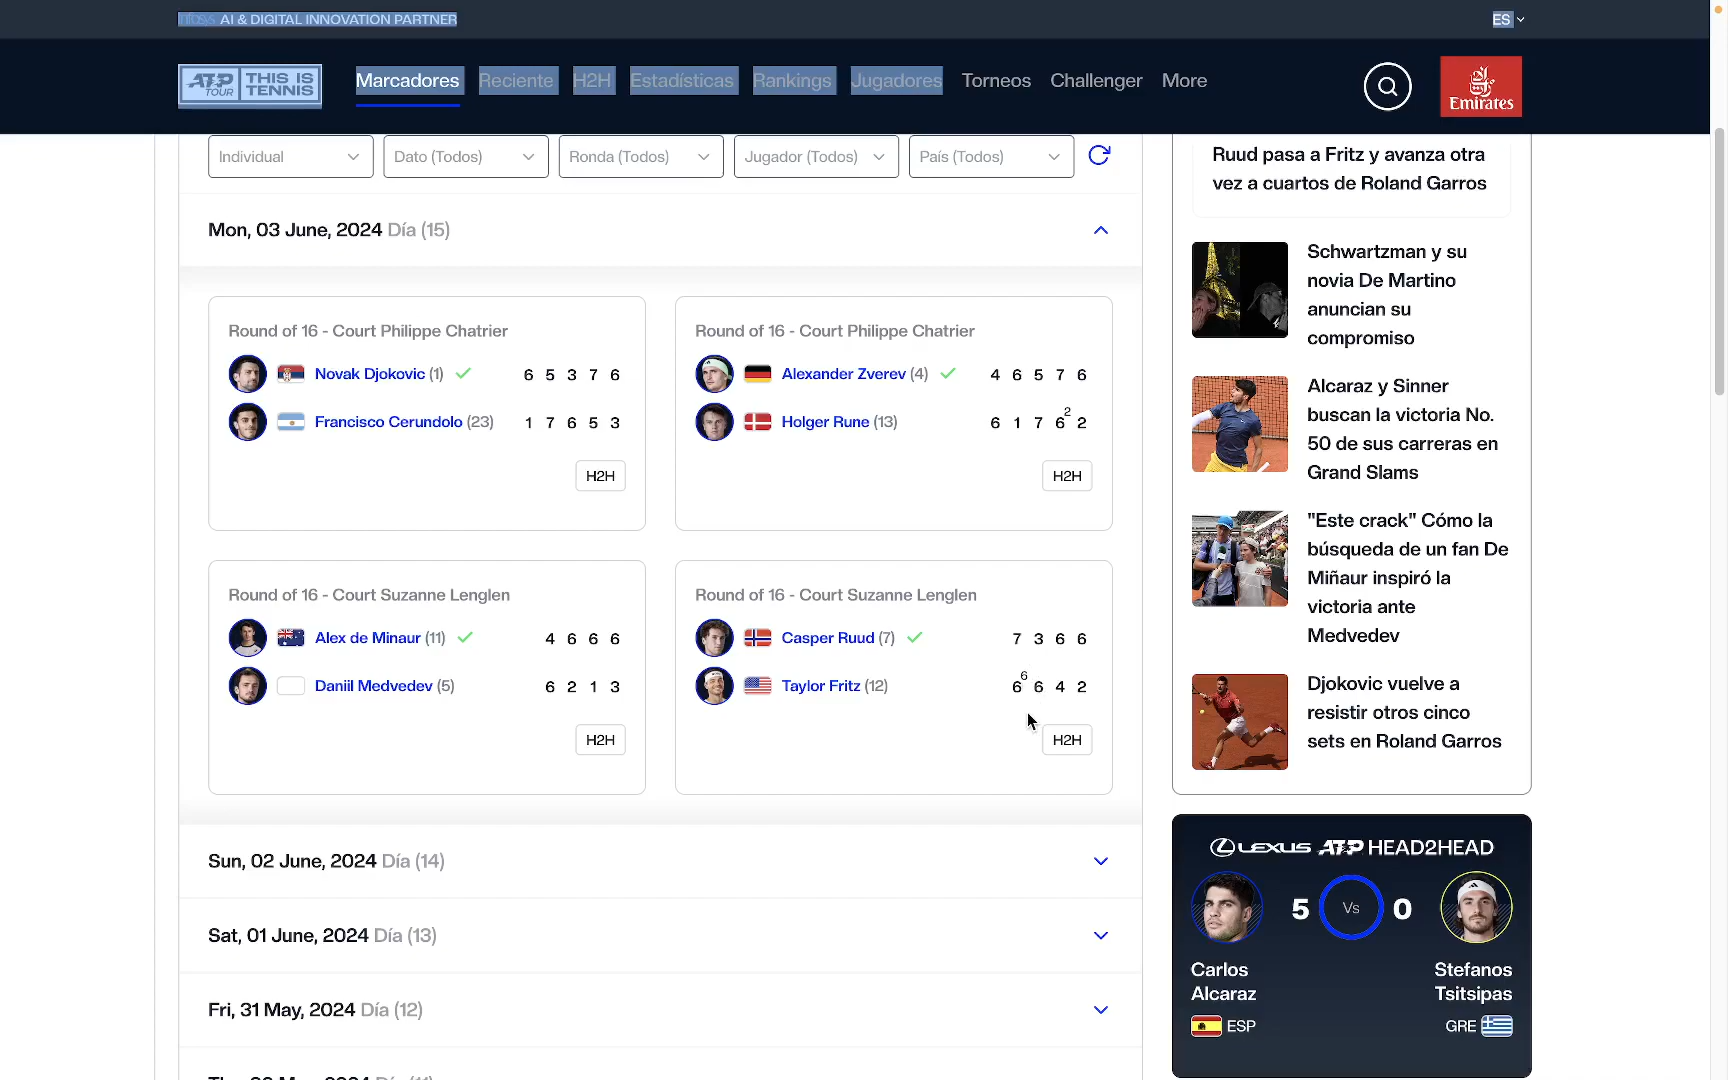 AI & DIGITAL INNOVATION PARTNER
ES
ATP TOUR THIS IS TENNIS
Marcadores Reciente H2H Estadísticas Rankings Jugadores Torneos Challenger More
Emirates
Individual Dato (Todos) Ronda (Todos) Jugador (Todos) País (Todos)
Mon, 03 June, 2024 Día (15)
Round of 16 - Court Philippe Chatrier
Novak Djokovic (1) 6 5 3 7 6
Francisco Cerundolo (23) 1 7 6 5 3
H2H
Round of 16 - Court Philippe Chatrier
Alexander Zverev (4) 4 6 5 7 6
Holger Rune (13) 6 1 7 6 2 2
H2H
Round of 16 - Court Suzanne Lenglen
Alex de Minaur (11) 4 6 6 6
Daniil Medvedev (5) 6 2 1 3
H2H
Round of 16 - Court Suzanne Lenglen
Casper Ruud (7) 7 3 6 6
Taylor Fritz (12) 6 6 6 4 2
H2H
Sun, 02 June, 2024 Día (14)
Sat, 01 June, 2024 Día (13)
Fri, 31 May, 2024 Día (12)
Ruud pasa a Fritz y avanza otra
vez a cuartos de Roland Garros
Schwartzman y su
novia De Martino
anuncian su
compromiso
Alcaraz y Sinner
buscan la victoria No.
50 de sus carreras en
Grand Slams
"Este crack" Cómo la
búsqueda de un fan De
Miñaur inspiró la
victoria ante
Medvedev
Djokovic vuelve a
resistir otros cinco
sets en Roland Garros
LEXUS ATP HEAD2HEAD
5 Vs 0
Carlos
Alcaraz
ESP
Stefanos
Tsitsipas
GRE